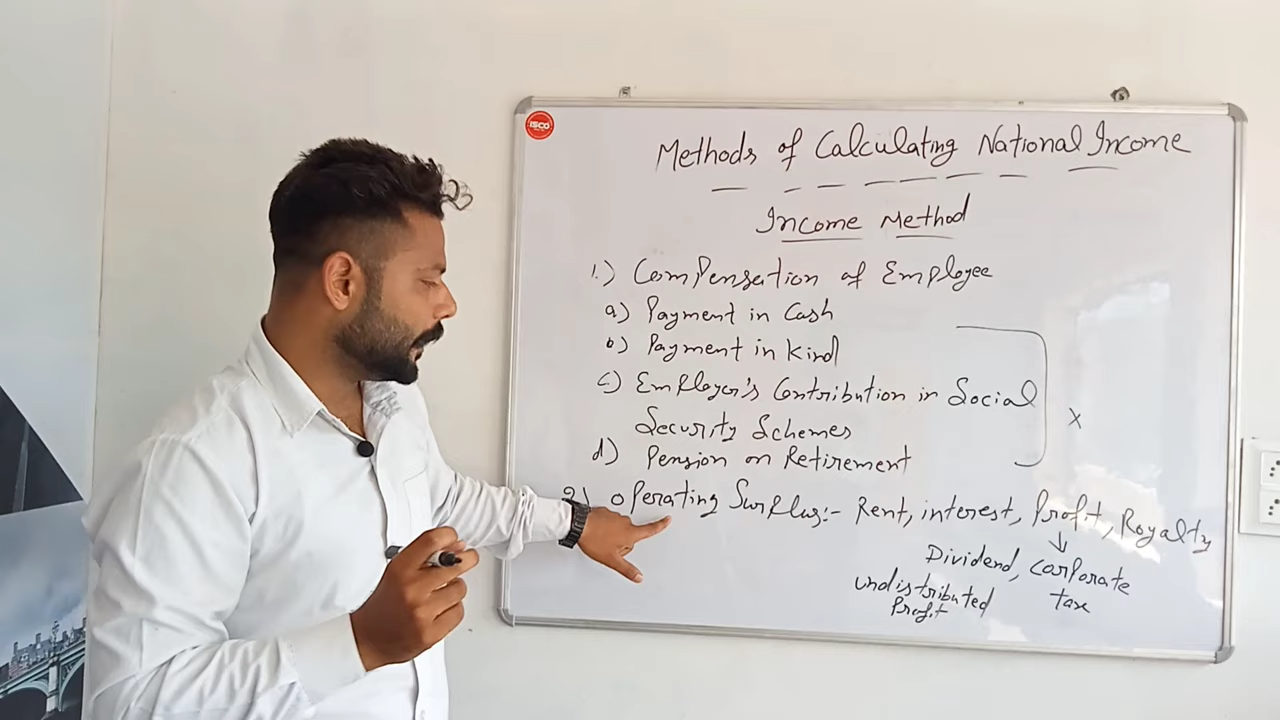 ISCO
Methods of Calculating National Income
Income Method
1.) Compensation of Employee
a) Payment in Cash
b) Payment in Kind
c) Employer's Contribution in Social
Security Schemes
d) Pension on Retirement
x
2) Operating Surplus:- Rent, interest, Profit, Royalty
Dividend, Corporate
tax
undistributed
Profit